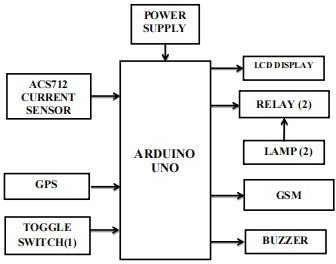 POWER
SUPPLY
LCD DISPLAY
ACS712
CURRENT
SENSOR
RELAY (2)
ARDUINO
UNO
LAMP (2)
GPS
GSM
TOGGLE
SWITCH(1)
BUZZER